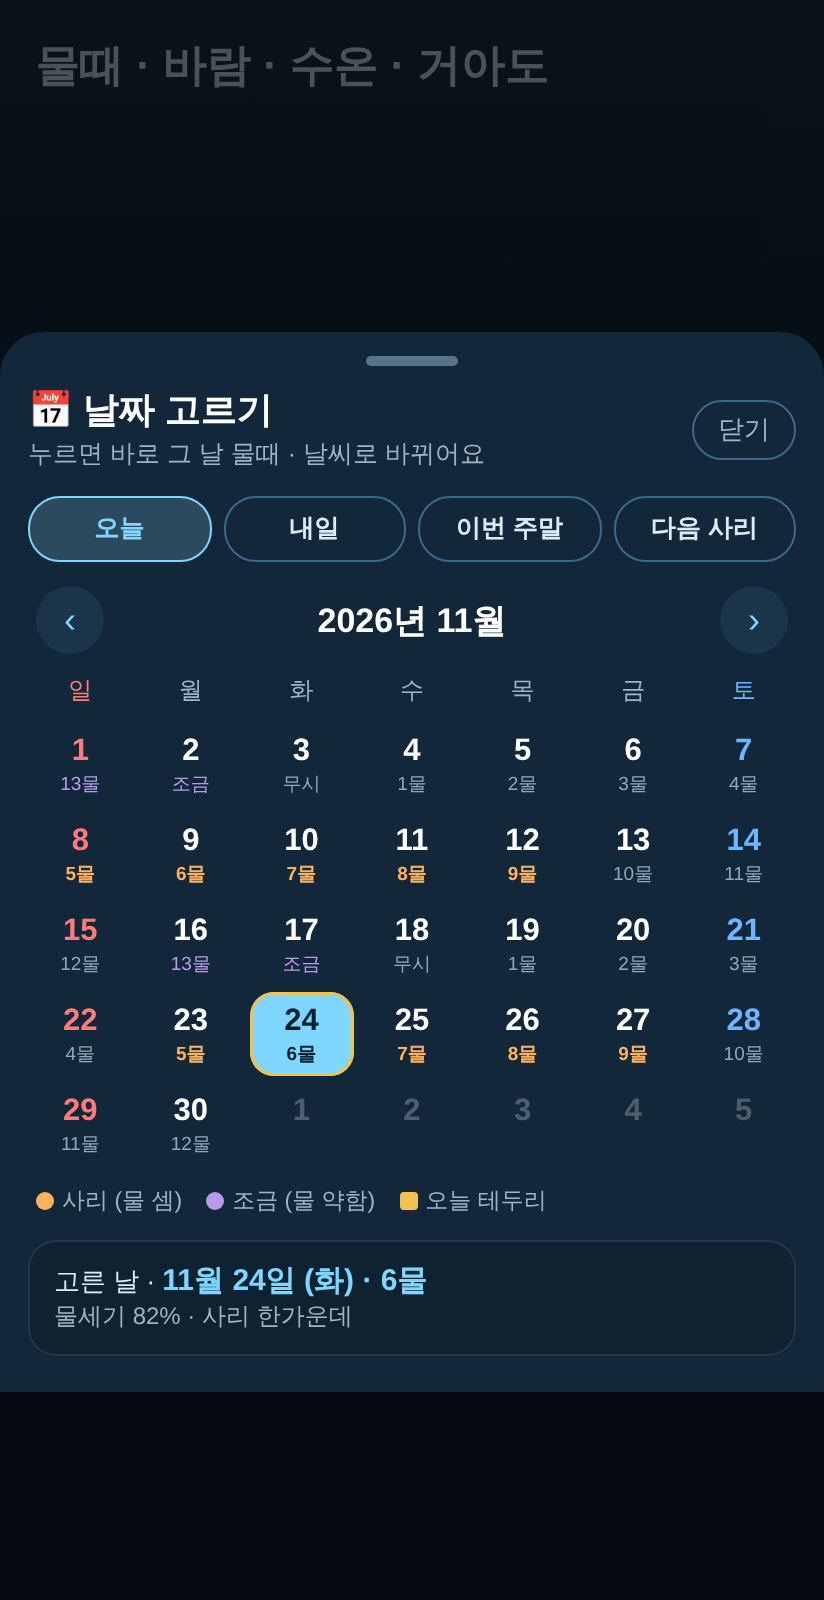 물때 · 바람 · 수온 · 거아도
July
17
날짜 고르기
누르면 바로 그 날 물때 · 날씨로 바뀌어요
닫기
오늘 내일 이번 주말 다음 사리
‹ 2026년 11월 ›
일 월 화 수 목 금 토
1 2 3 4 5 6 7
13물 조금 무시 1물 2물 3물 4물
8 9 10 11 12 13 14
5물 6물 7물 8물 9물 10물 11물
15 16 17 18 19 20 21
12물 13물 조금 무시 1물 2물 3물
22 23 24 25 26 27 28
4물 5물 6물 7물 8물 9물 10물
29 30 1 2 3 4 5
11물 12물
사리 (물 셈) 조금 (물 약함) 오늘 테두리
고른 날 · 11월 24일 (화) · 6물
물세기 82% · 사리 한가운데